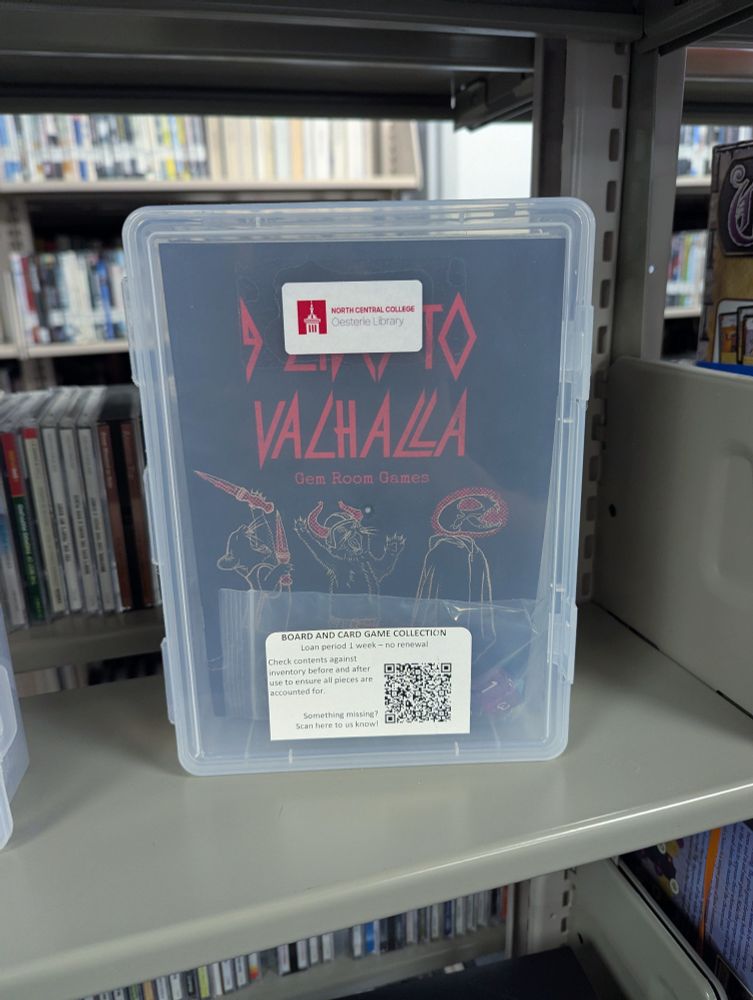 NORTH CENTRAL COLLEGE
Oesterle Library
TO
VALHALLA
Gem Room Games
BOARD AND CARD GAME COLLECTION
Loan period 1 week – no renewal
Check contents against
inventory before and after
use to ensure all pieces are
accounted for.
Something missing?
Scan here to us know!